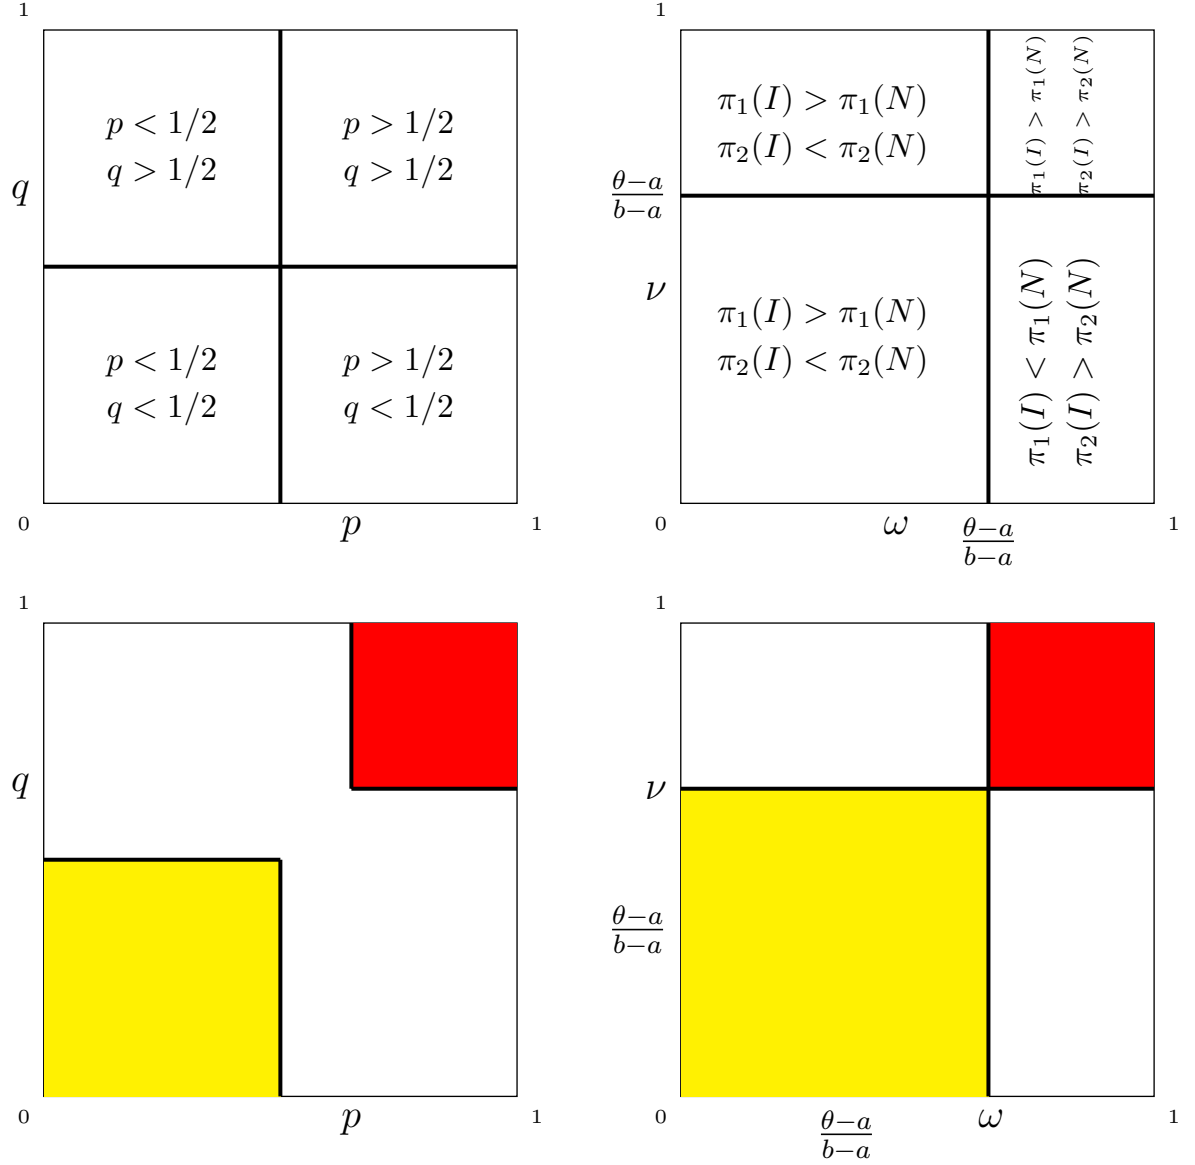 1
p < 1/2
q > 1/2
p > 1/2
q > 1/2
q
p < 1/2
q < 1/2
p > 1/2
q < 1/2
0
p
1
1
π₁(I) > π₁(N)
π₂(I) < π₂(N)
π₁(I) > π₁(N)
π₂(I) > π₂(N)
θ−a
b−a
ν
π₁(I) > π₁(N)
π₂(I) < π₂(N)
π₁(I) < π₁(N)
π₂(I) > π₂(N)
0
ω
θ−a
b−a
1
1
q
0
p
1
1
ν
θ−a
b−a
0
θ−a
b−a
ω
1